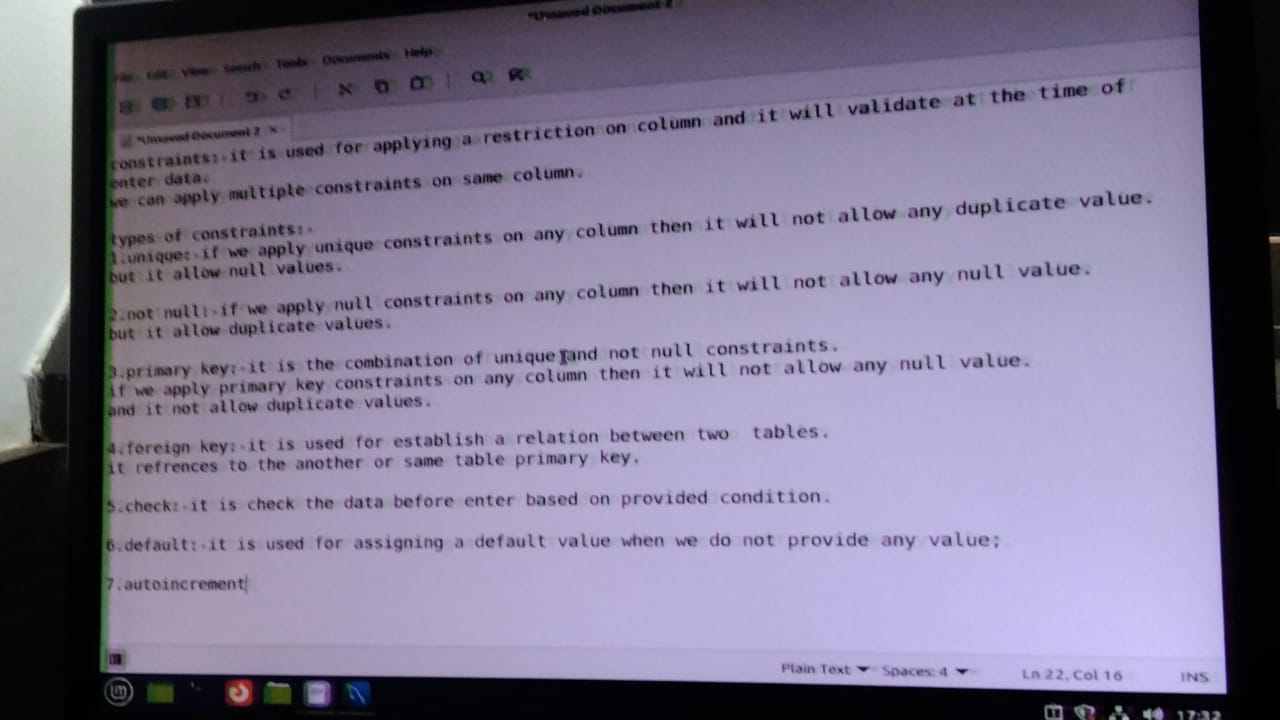 *Unsaved Document 2
File Edit View Search Tools Documents Help
*Unsaved Document 2 ×
constraints:-it is used for applying a restriction on column and it will validate at the time of
enter data.
we can apply multiple constraints on same column.
types of constraints:-
1.unique:-if we apply unique constraints on any column then it will not allow any duplicate value.
but it allow null values.
2.not null:-if we apply null constraints on any column then it will not allow any null value.
but it allow duplicate values.
3.primary key:-it is the combination of unique and not null constraints.
if we apply primary key constraints on any column then it will not allow any null value.
and it not allow duplicate values.
4.foreign key:-it is used for establish a relation between two  tables.
it refrences to the another or same table primary key.
5.check:-it is check the data before enter based on provided condition.
6.default:-it is used for assigning a default value when we do not provide any value;
7.autoincrement
Plain Text Spaces: 4 Ln 22, Col 16 INS
17:32